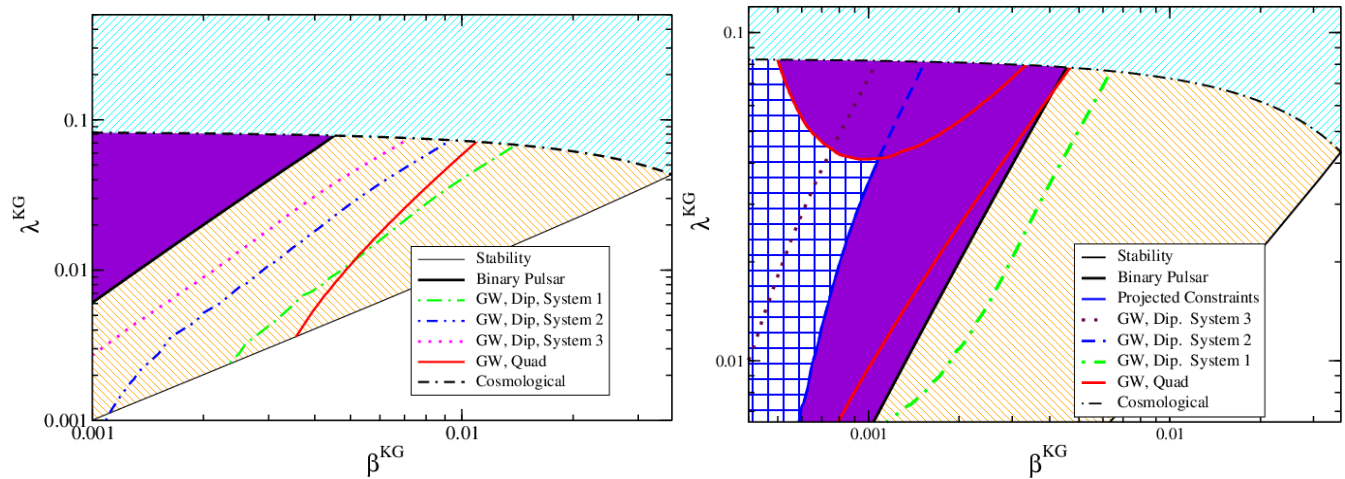 0.1
0.01
0.001
λ^KG
Stability
Binary Pulsar
GW, Dip, System 1
GW, Dip, System 2
GW, Dip, System 3
GW, Quad
Cosmological
0.001
0.01
β^KG
0.1
0.01
λ^KG
Stability
Binary Pulsar
Projected Constraints
GW, Dip. System 3
GW, Dip. System 2
GW, Dip. System 1
GW, Quad
Cosmological
0.001
0.01
β^KG